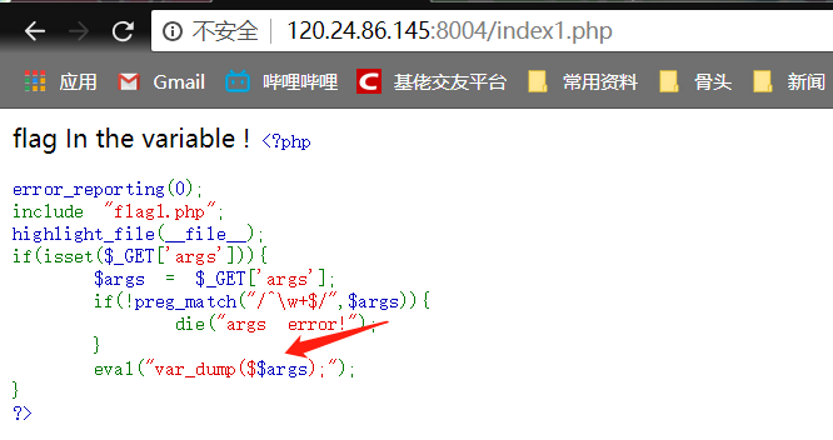 不安全 | 120.24.86.145:8004/index1.php
应用 Gmail 哔哩哔哩 C 基佬交友平台 常用资料 骨头 新闻
flag In the variable ! <?php
error_reporting(0);
include "flag1.php";
highlight_file(__file__);
if(isset($_GET['args'])){
$args = $_GET['args'];
if(!preg_match("/^\w+$/",$args)){
die("args error!");
}
eval("var_dump($$args);");
}
?>